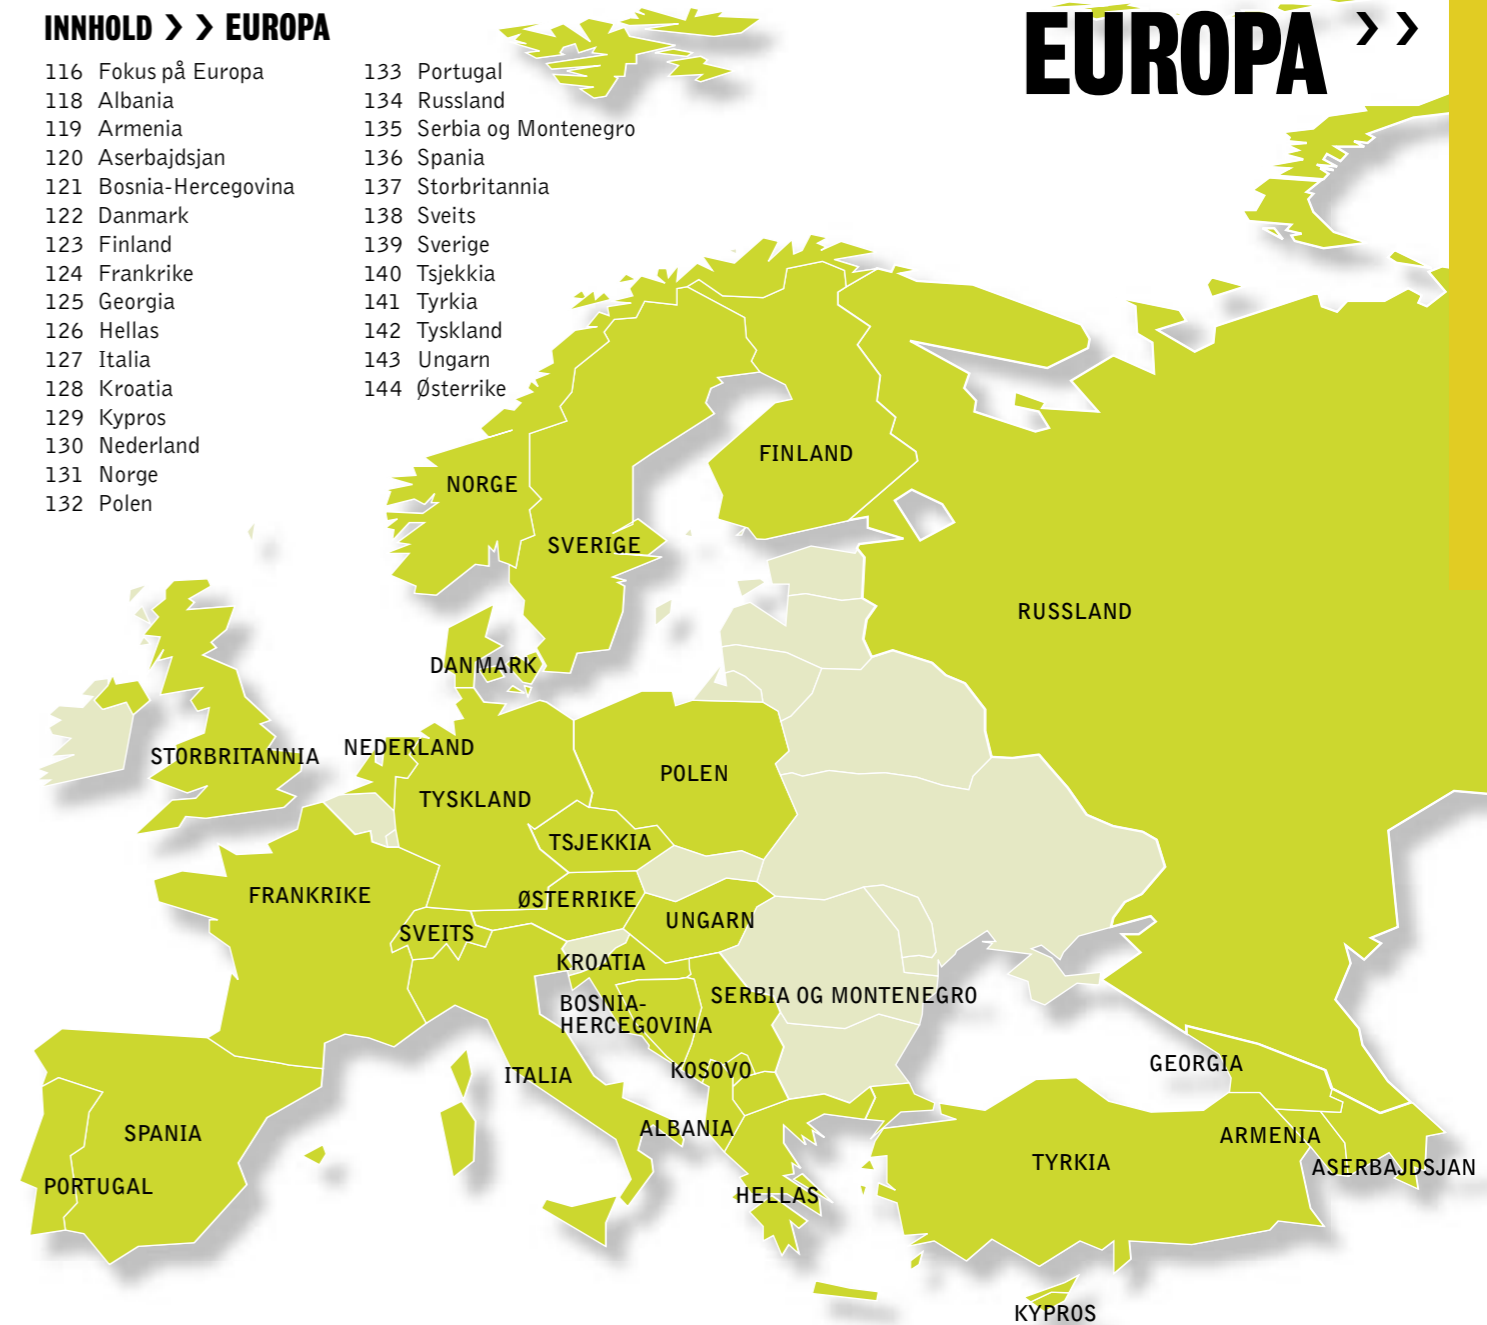 INNHOLD › › EUROPA
116 Fokus på Europa
118 Albania
119 Armenia
120 Aserbajdsjan
121 Bosnia-Hercegovina
122 Danmark
123 Finland
124 Frankrike
125 Georgia
126 Hellas
127 Italia
128 Kroatia
129 Kypros
130 Nederland
131 Norge
132 Polen
133 Portugal
134 Russland
135 Serbia og Montenegro
136 Spania
137 Storbritannia
138 Sveits
139 Sverige
140 Tsjekkia
141 Tyrkia
142 Tyskland
143 Ungarn
144 Østerrike
EUROPA › ›
FINLAND
NORGE
SVERIGE
RUSSLAND
DANMARK
STORBRITANNIA
NEDERLAND
POLEN
TYSKLAND
TSJEKKIA
FRANKRIKE
ØSTERRIKE
UNGARN
SVEITS
KROATIA
SERBIA OG MONTENEGRO
BOSNIA-
HERCEGOVINA
GEORGIA
KOSOVO
ITALIA
SPANIA
ALBANIA
ARMENIA
TYRKIA
ASERBAJDSJAN
PORTUGAL
HELLAS
KYPROS